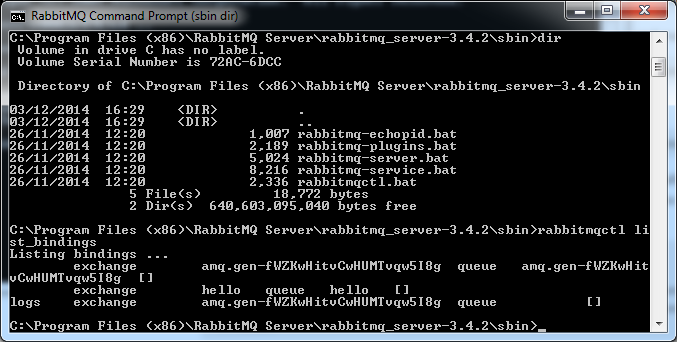 RabbitMQ Command Prompt (sbin dir)
C:\Program Files (x86)\RabbitMQ Server\rabbitmq_server-3.4.2\sbin>dir
Volume in drive C has no label.
Volume Serial Number is 72AC-6DCC
Directory of C:\Program Files (x86)\RabbitMQ Server\rabbitmq_server-3.4.2\sbin
03/12/2014  16:29    <DIR>          .
03/12/2014  16:29    <DIR>          ..
26/11/2014  12:20             1,007 rabbitmq-echopid.bat
26/11/2014  12:20             2,189 rabbitmq-plugins.bat
26/11/2014  12:20             5,024 rabbitmq-server.bat
26/11/2014  12:20             8,216 rabbitmq-service.bat
26/11/2014  12:20             2,336 rabbitmqctl.bat
5 File(s)         18,772 bytes
2 Dir(s)  640,603,095,040 bytes free
C:\Program Files (x86)\RabbitMQ Server\rabbitmq_server-3.4.2\sbin>rabbitmqctl li
st_bindings
Listing bindings ...
exchange        amq.gen-fWZKwHitvCwHUMTvqw5I8g  queue   amq.gen-fWZKwHit
vCwHUMTvqw5I8g  []
exchange        hello   queue   hello   []
logs    exchange        amq.gen-fWZKwHitvCwHUMTvqw5I8g  queue           []
C:\Program Files (x86)\RabbitMQ Server\rabbitmq_server-3.4.2\sbin>_